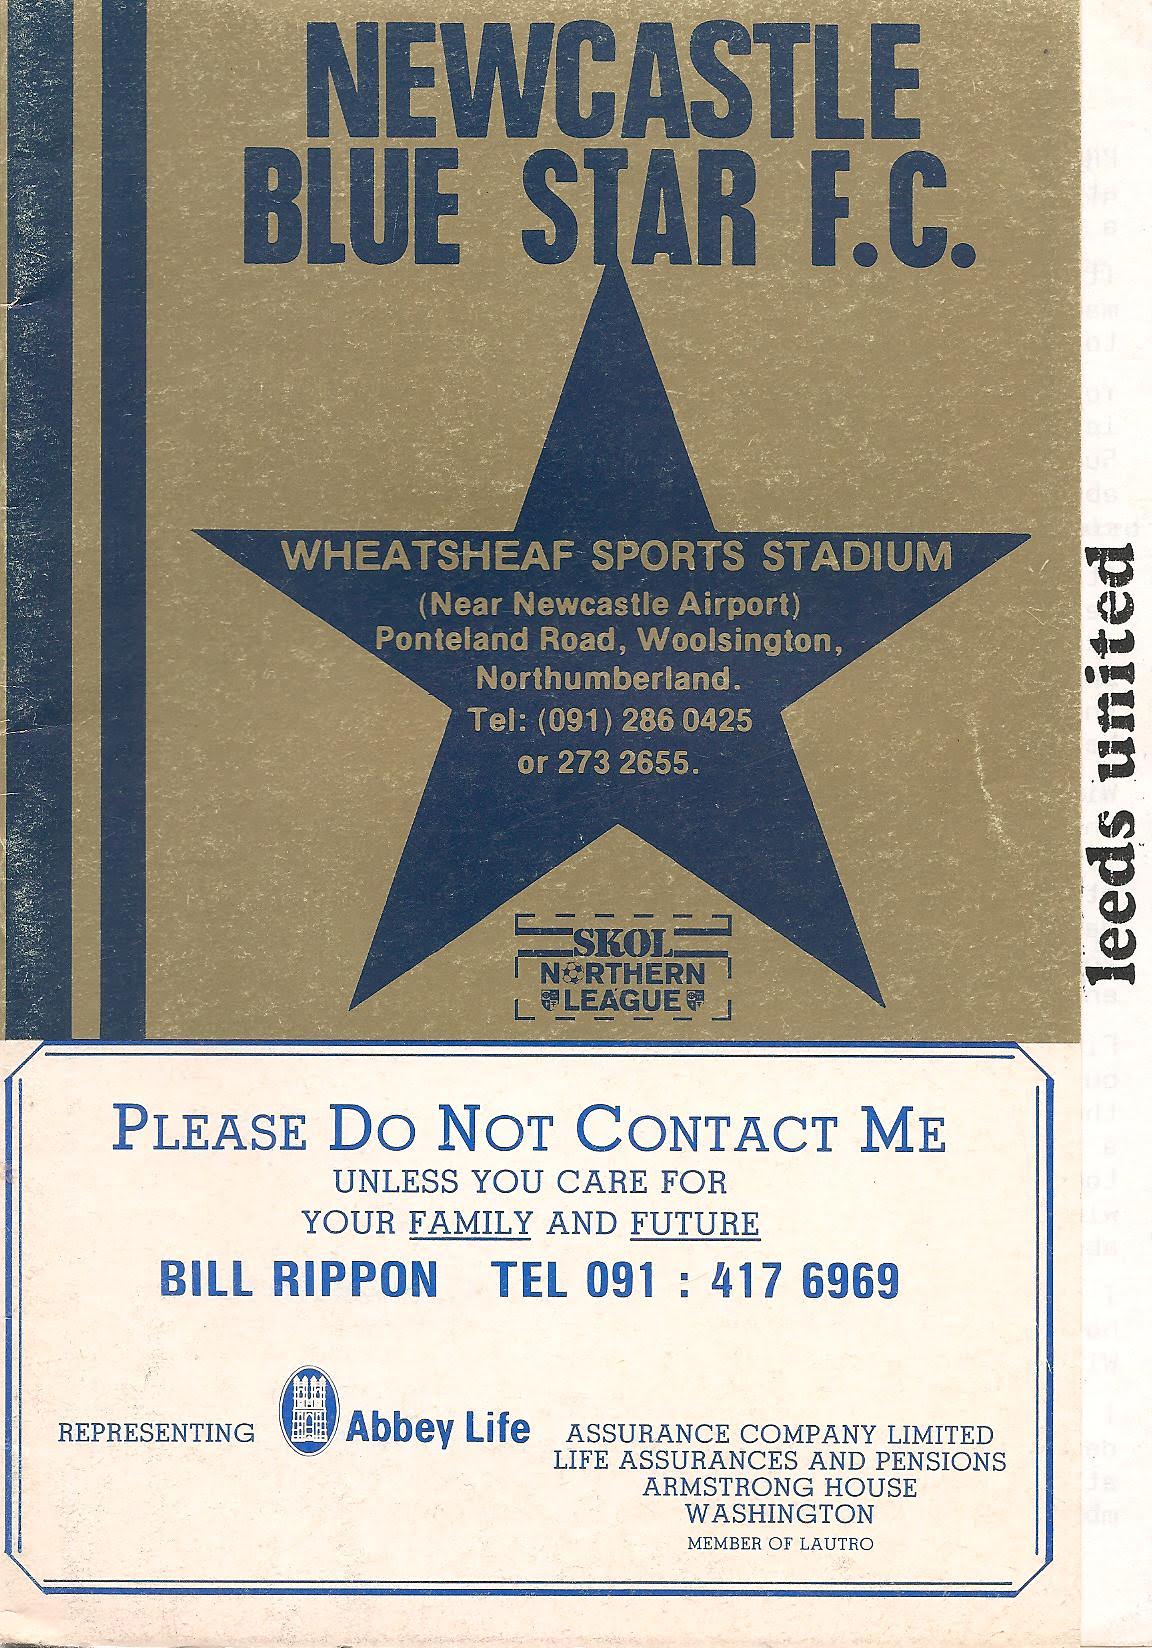 NEWCASTLE
BLUE STAR F.C.
WHEATSHEAF SPORTS STADIUM
(Near Newcastle Airport)
Ponteland Road, Woolsington,
Northumberland.
Tel: (091) 286 0425
or 273 2655.
SKOL
NORTHERN
LEAGUE
leeds united
PLEASE DO NOT CONTACT ME
UNLESS YOU CARE FOR
YOUR FAMILY AND FUTURE
BILL RIPPON TEL 091 : 417 6969
REPRESENTING Abbey Life ASSURANCE COMPANY LIMITED
LIFE ASSURANCES AND PENSIONS
ARMSTRONG HOUSE
WASHINGTON
MEMBER OF LAUTRO